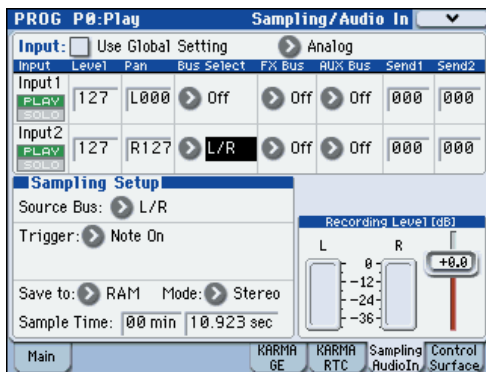 PROG P0:Play Sampling/Audio In
Input: Use Global Setting Analog
Input Level Pan Bus Select FX Bus AUX Bus Send1 Send2
Input1
PLAY 127 L000 Off Off Off 000 000
SOLO
Input2
PLAY 127 R127 L/R Off Off 000 000
SOLO
Sampling Setup
Source Bus: L/R
Trigger: Note On
Save to: RAM Mode: Stereo
Sample Time: 00 min 10.923 sec
Recording Level [dB]
L R
+0.0
0
-12
-24
-36
Main
KARMA GE
KARMA RTC
Sampling AudioIn
Control Surface